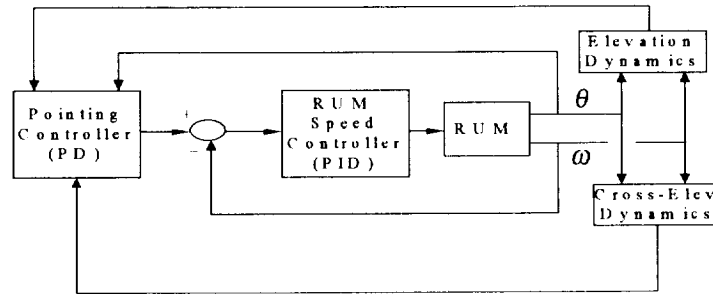 Pointing
Controller
(PD)
+
−
RUM
Speed
Controller
(PID)
RUM
θ
ω
Elevation
Dynamics
Cross-Elev
Dynamics